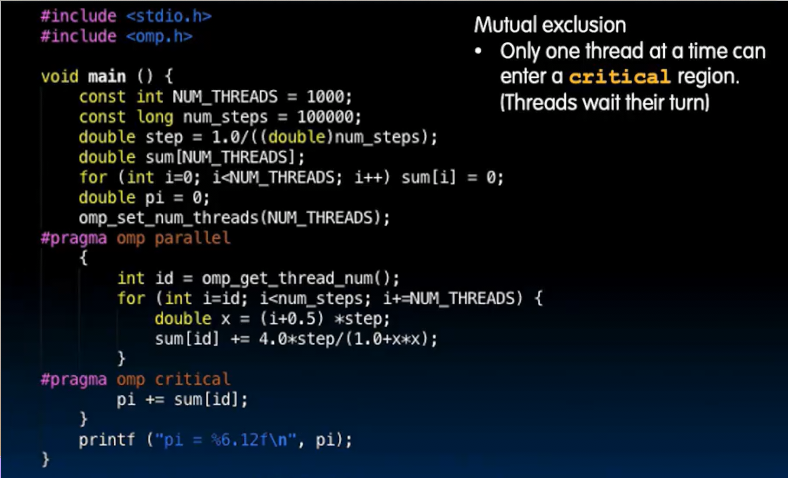 #include <stdio.h>
#include <omp.h>
void main () {
    const int NUM_THREADS = 1000;
    const long num_steps = 100000;
    double step = 1.0/((double)num_steps);
    double sum[NUM_THREADS];
    for (int i=0; i<NUM_THREADS; i++) sum[i] = 0;
    double pi = 0;
    omp_set_num_threads(NUM_THREADS);
#pragma omp parallel
    {
        int id = omp_get_thread_num();
        for (int i=id; i<num_steps; i+=NUM_THREADS) {
            double x = (i+0.5) *step;
            sum[id] += 4.0*step/(1.0+x*x);
        }
#pragma omp critical
        pi += sum[id];
    }
    printf ("pi = %6.12f\n", pi);
}
Mutual exclusion
• Only one thread at a time can
enter a critical region.
(Threads wait their turn)